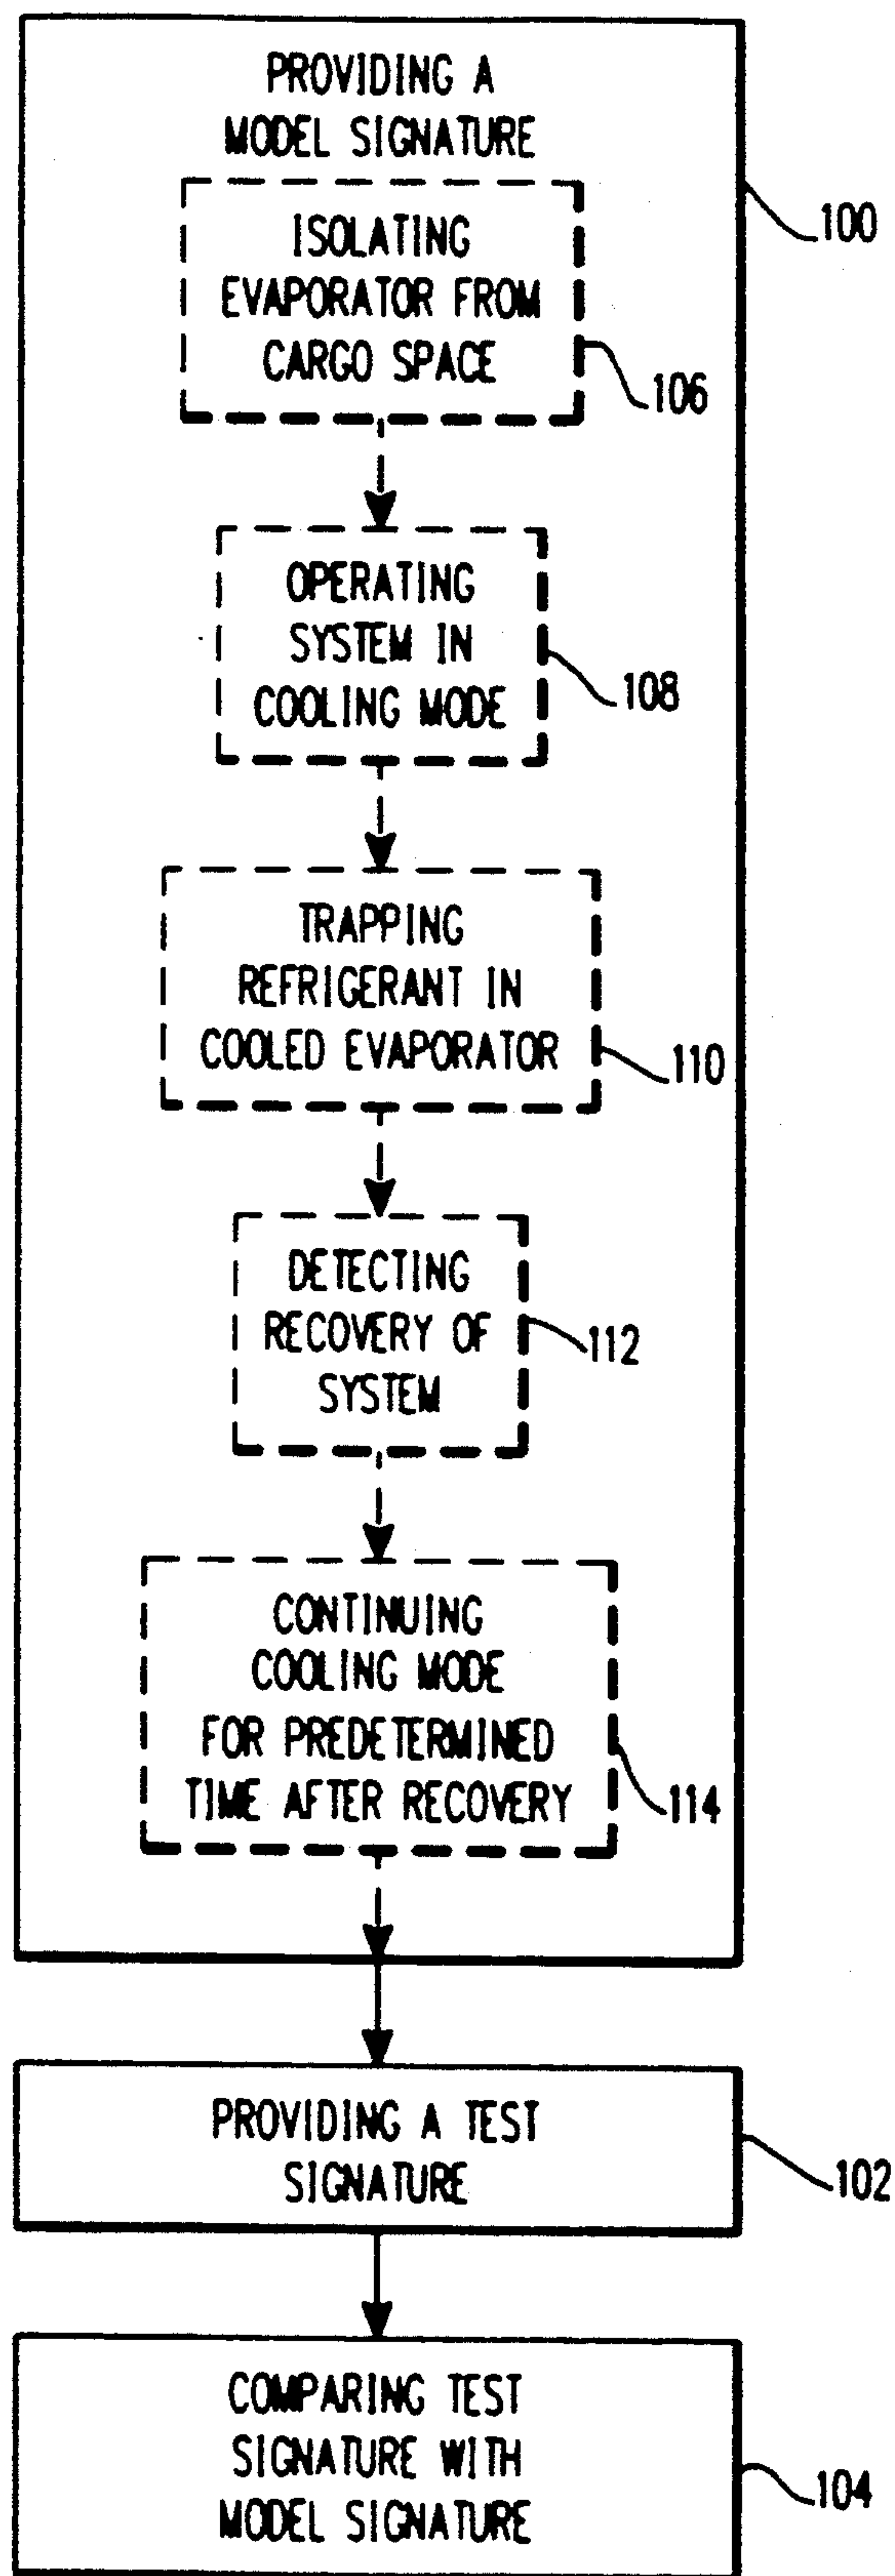 PROVIDING A
MODEL SIGNATURE
100
ISOLATING
EVAPORATOR FROM
CARGO SPACE
106
OPERATING
SYSTEM IN
COOLING MODE
108
TRAPPING
REFRIGERANT IN
COOLED EVAPORATOR
110
DETECTING
RECOVERY OF
SYSTEM
112
CONTINUING
COOLING MODE
FOR PREDETERMINED
TIME AFTER RECOVERY
114
PROVIDING A TEST
SIGNATURE
102
COMPARING TEST
SIGNATURE WITH
MODEL SIGNATURE
104